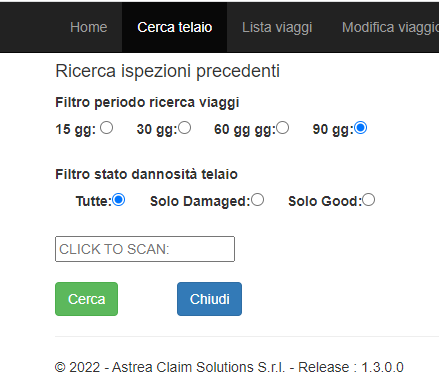 Home Cerca telaio Lista viaggi Modifica viaggio
Ricerca ispezioni precedenti
Filtro periodo ricerca viaggi
15 gg: 30 gg: 60 gg gg: 90 gg:
Filtro stato dannosità telaio
Tutte: Solo Damaged: Solo Good:
CLICK TO SCAN:
Cerca Chiudi
© 2022 - Astrea Claim Solutions S.r.l. - Release : 1.3.0.0